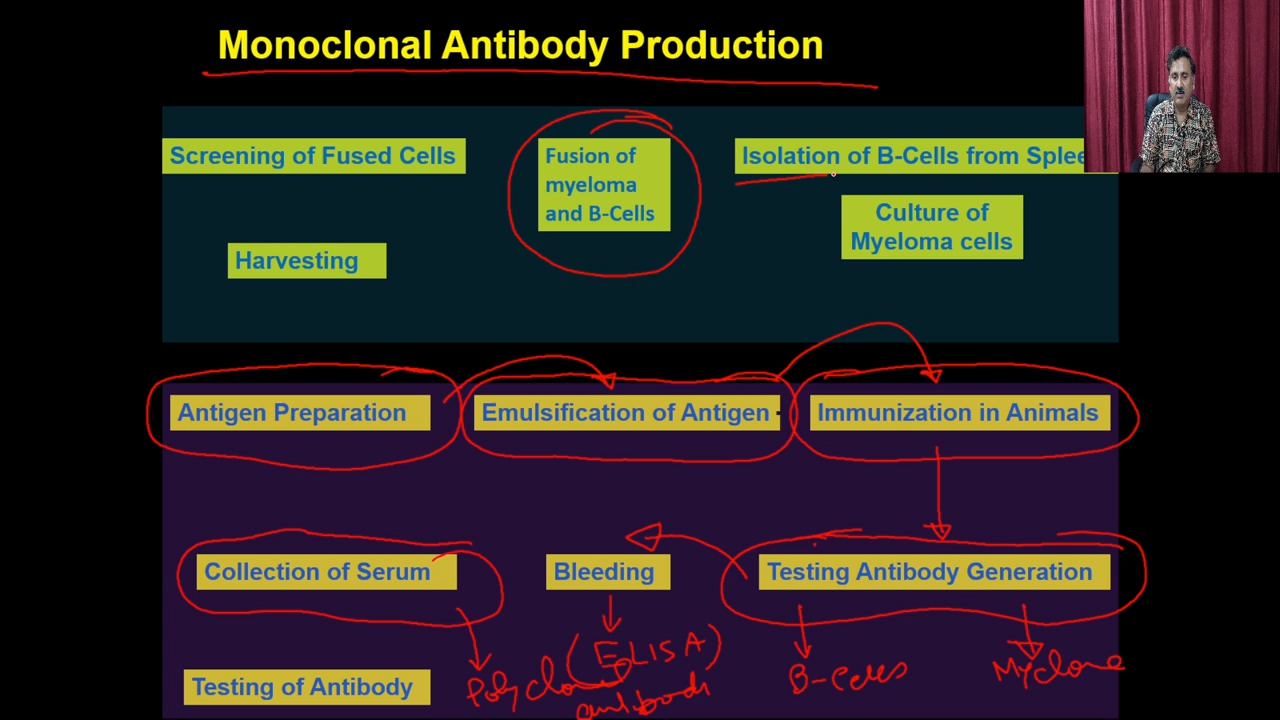 Monoclonal Antibody Production
Screening of Fused Cells
Fusion of
myeloma
and B-Cells
Isolation of B-Cells from Splee
Culture of
Myeloma cells
Harvesting
Antigen Preparation
Emulsification of Antigen
Immunization in Animals
Collection of Serum
Bleeding
Testing Antibody Generation
(ELISA)
Polyclonal
antibody
B-cells
Testing of Antibody